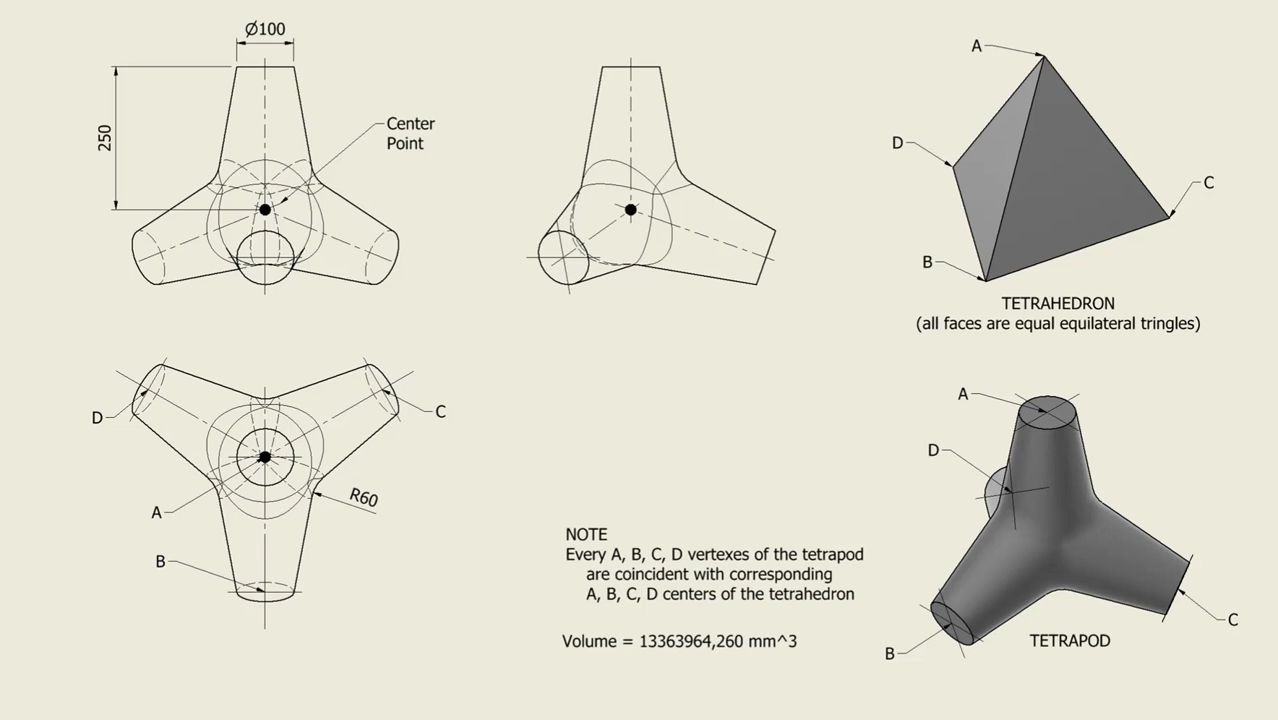 Ø100
250
Center
Point
A
D
C
B
TETRAHEDRON
(all faces are equal equilateral tringles)
D
C
A
R60
B
NOTE
Every A, B, C, D vertexes of the tetrapod
are coincident with corresponding
A, B, C, D centers of the tetrahedron
Volume = 13363964,260 mm^3
A
D
C
B
TETRAPOD